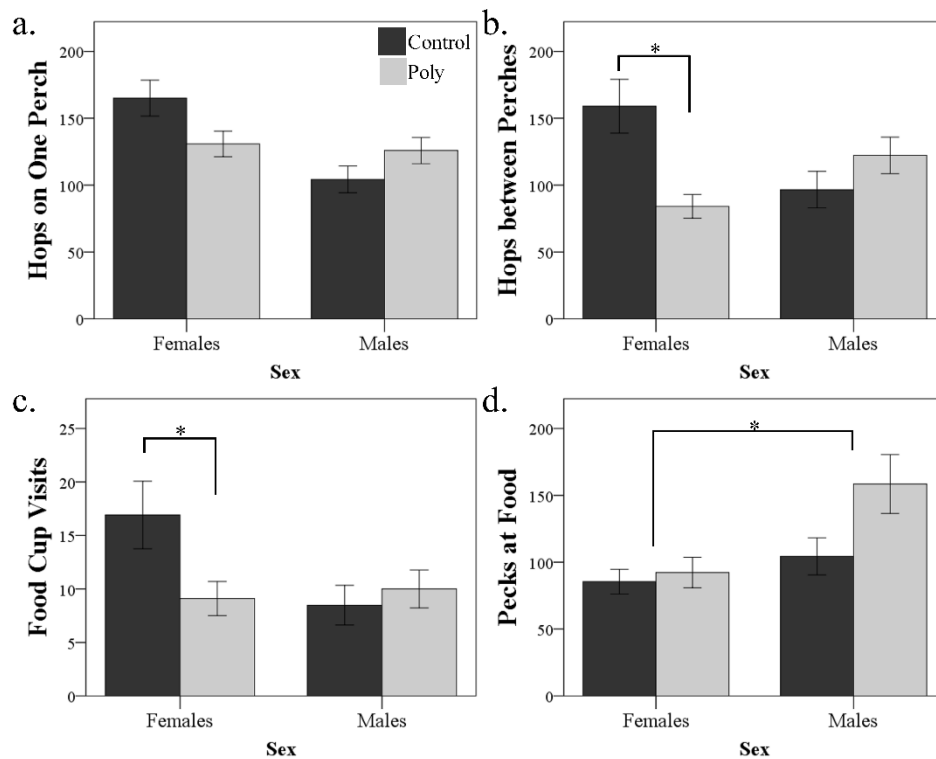 a.
Hops on One Perch
200
150
100
50
0
Control
Poly
Females
Males
Sex
b.
Hops between Perches
200
150
100
50
0
*
Females
Males
Sex
c.
Food Cup Visits
25
20
15
10
5
0
*
Females
Males
Sex
d.
Pecks at Food
200
150
100
50
0
*
Females
Males
Sex